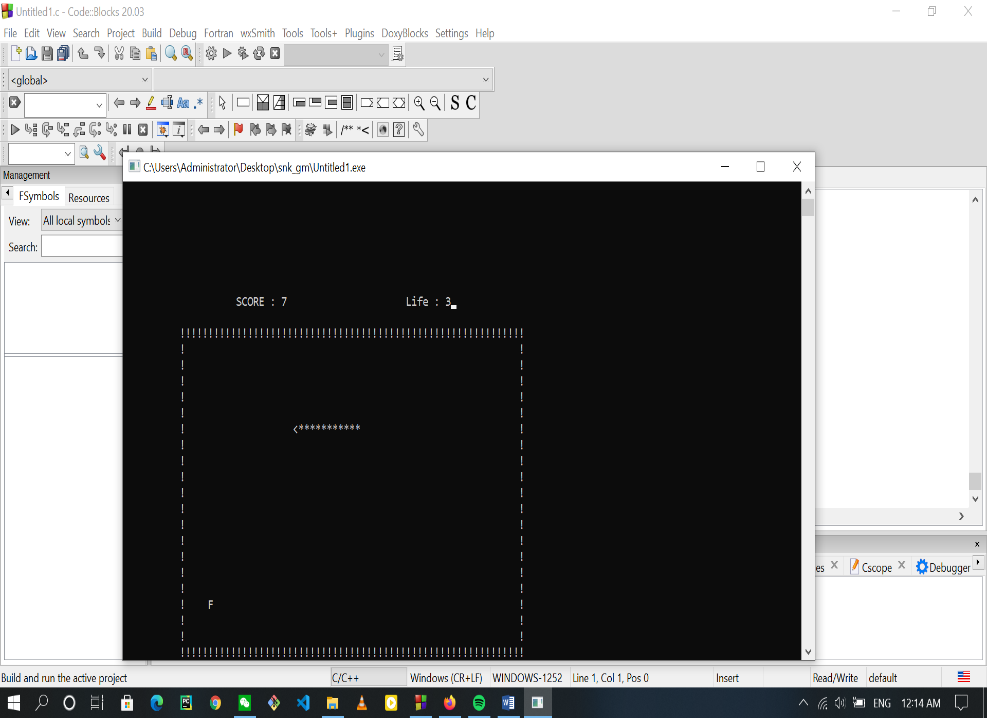 Untitled1.c - Code::Blocks 20.03
File Edit View Search Project Build Debug Fortran wxSmith Tools Tools+ Plugins DoxyBlocks Settings Help
<global>
Aa .*
S C
/** *<
Management
FSymbols Resources
View: All local symbols
Search:
C:\Users\Administrator\Desktop\snk_gm\Untitled1.exe
SCORE : 7 Life : 3
<***********
F
es Cscope Debugger
Build and run the active project C/C++ Windows (CR+LF) WINDOWS-1252 Line 1, Col 1, Pos 0 Insert Read/Write default
ENG 12:14 AM